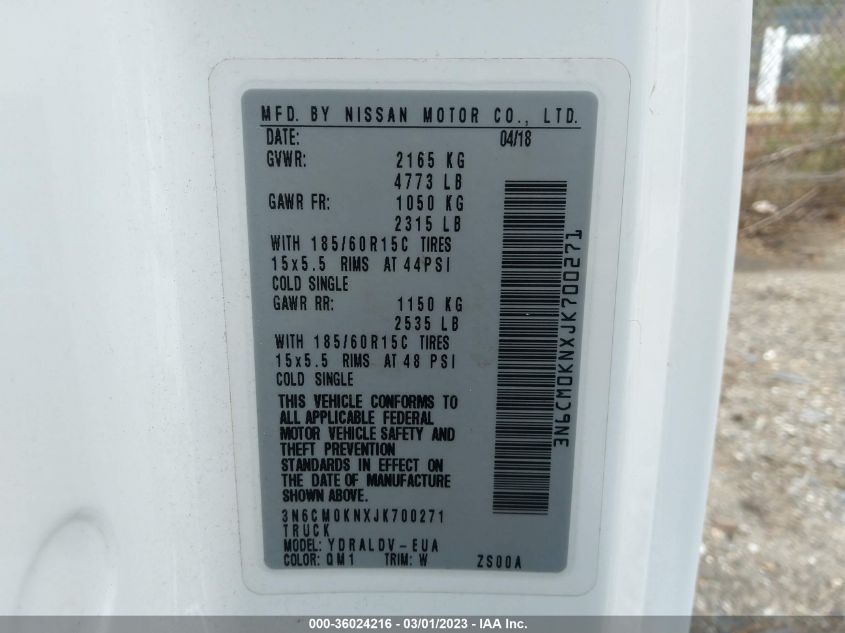 MFD. BY NISSAN MOTOR CO., LTD.
DATE: 04/18
GVWR: 2165 KG
4773 LB
GAWR FR: 1050 KG
2315 LB
WITH 185/60R15C TIRES
15x5.5 RIMS AT 44PSI
COLD SINGLE
GAWR RR: 1150 KG
2535 LB
WITH 185/60R15C TIRES
15x5.5 RIMS AT 48 PSI
COLD SINGLE
THIS VEHICLE CONFORMS TO
ALL APPLICABLE FEDERAL
MOTOR VEHICLE SAFETY AND
THEFT PREVENTION
STANDARDS IN EFFECT ON
THE DATE OF MANUFACTURE
SHOWN ABOVE.
3N6CM0KNXJK700271
TRUCK
MODEL: YDRALDV-EUA
COLOR: QM1 TRIM: W ZS00A
3N6CM0KNXJK700271
000-36024216 - 03/01/2023 - IAA Inc.